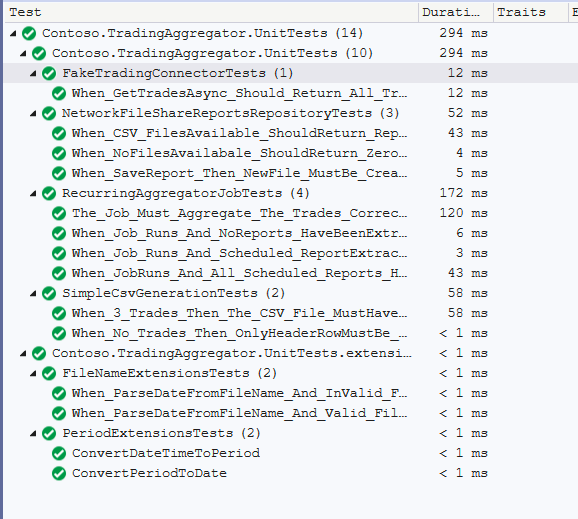 Test Durati... Traits E
Contoso.TradingAggregator.UnitTests (14) 294 ms
Contoso.TradingAggregator.UnitTests (10) 294 ms
FakeTradingConnectorTests (1) 12 ms
When_GetTradesAsync_Should_Return_All_Tr... 12 ms
NetworkFileShareReportsRepositoryTests (3) 52 ms
When_CSV_FilesAvailable_ShouldReturn_Rep... 43 ms
When_NoFilesAvailabale_ShouldReturn_Zero... 4 ms
When_SaveReport_Then_NewFile_MustBe_Crea... 5 ms
RecurringAggregatorJobTests (4) 172 ms
The_Job_Must_Aggregate_The_Trades_Correc... 120 ms
When_Job_Runs_And_NoReports_HaveBeenExtr... 6 ms
When_Job_Runs_And_Scheduled_ReportExtrac... 3 ms
When_JobRuns_And_All_Scheduled_Reports_H... 43 ms
SimpleCsvGenerationTests (2) 58 ms
When_3_Trades_Then_The_CSV_File_MustHave... 58 ms
When_No_Trades_Then_OnlyHeaderRowMustBe_... < 1 ms
Contoso.TradingAggregator.UnitTests.extensi... < 1 ms
FileNameExtensionsTests (2) < 1 ms
When_ParseDateFromFileName_And_InValid_F... < 1 ms
When_ParseDateFromFileName_And_Valid_Fil... < 1 ms
PeriodExtensionsTests (2) < 1 ms
ConvertDateTimeToPeriod < 1 ms
ConvertPeriodToDate < 1 ms